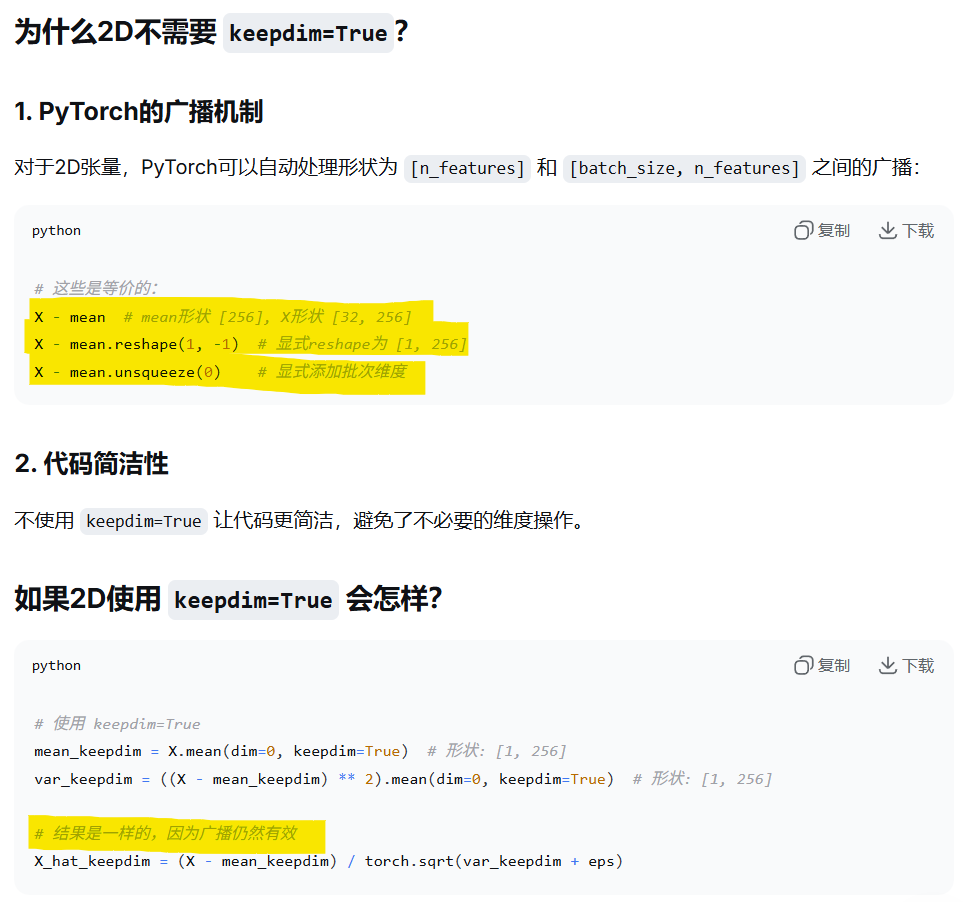 为什么2D不需要 keepdim=True？
1. PyTorch的广播机制
对于2D张量，PyTorch可以自动处理形状为 [n_features] 和 [batch_size, n_features] 之间的广播：
python
复制
下载
# 这些是等价的：
X - mean  # mean形状 [256], X形状 [32, 256]
X - mean.reshape(1, -1)  # 显式reshape为 [1, 256]
X - mean.unsqueeze(0)    # 显式添加批次维度
2. 代码简洁性
不使用 keepdim=True 让代码更简洁，避免了不必要的维度操作。
如果2D使用 keepdim=True 会怎样？
python
复制
下载
# 使用 keepdim=True
mean_keepdim = X.mean(dim=0, keepdim=True)  # 形状: [1, 256]
var_keepdim = ((X - mean_keepdim) ** 2).mean(dim=0, keepdim=True)  # 形状: [1, 256]
# 结果是一样的，因为广播仍然有效
X_hat_keepdim = (X - mean_keepdim) / torch.sqrt(var_keepdim + eps)